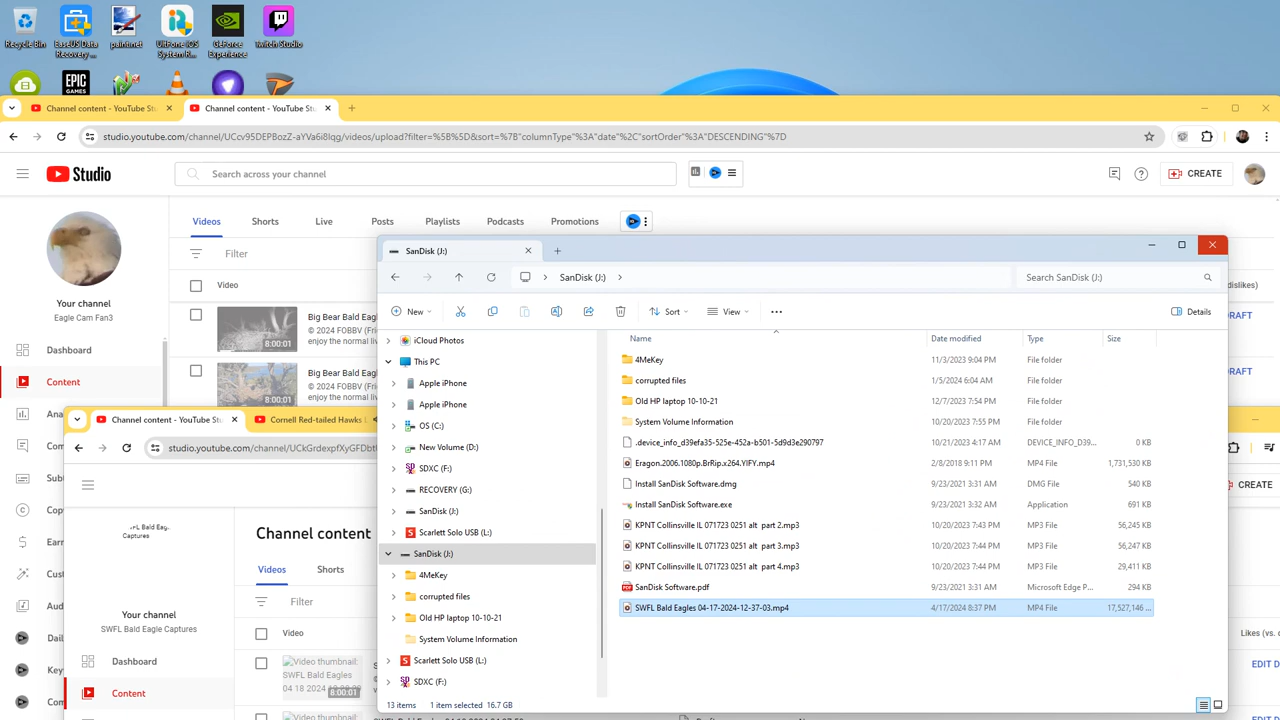 Recycle Bin
EaseUS Data Recovery ...
paint.net
UltFone iOS System R...
GeForce Experience
Twitch Studio
EPIC GAMES
Channel content - YouTube Stu
Channel content - YouTube Stu
studio.youtube.com/channel/UCcv95DEPBozZ-aYVa6i8Iqg/videos/upload?filter=%5B%5D&sort=%7B"columnType"%3A"date"%2C"sortOrder"%3A"DESCENDING"%7D
Studio
Search across your channel
CREATE
Videos
Shorts
Live
Posts
Playlists
Podcasts
Promotions
Filter
Video
dislikes)
Your channel
Eagle Cam Fan3
Dashboard
Content
Big Bear Bald Eagl
© 2024 FOBBV (Frie
enjoy the normal liv
8:00:01
DRAFT
Big Bear Bald Eagl
© 2024 FOBBV (Frie
enjoy the normal liv
DRAFT
8:00:01
Ana
Com
Sub
Cop
Earn
Cust
Aud
Dail
Key
Com
SanDisk (J:)
SanDisk (J:)
Search SanDisk (J:)
New
Sort
View
Details
iCloud Photos
This PC
Apple iPhone
Apple iPhone
OS (C:)
New Volume (D:)
SDXC (F:)
RECOVERY (G:)
SanDisk (J:)
Scarlett Solo USB (L:)
SanDisk (J:)
4MeKey
corrupted files
Old HP laptop 10-10-21
System Volume Information
Scarlett Solo USB (L:)
SDXC (F:)
Name Date modified Type Size
4MeKey 11/3/2023 9:04 PM File folder
corrupted files 1/5/2024 6:04 AM File folder
Old HP laptop 10-10-21 12/7/2023 7:54 PM File folder
System Volume Information 10/20/2023 7:55 PM File folder
.device_info_d39efa35-525e-452a-b501-5d9d3e290797 10/21/2023 4:17 AM DEVICE_INFO_D39... 0 KB
Eragon.2006.1080p.BrRip.x264.YIFY.mp4 2/8/2018 9:11 PM MP4 File 1,731,530 KB
Install SanDisk Software.dmg 9/23/2021 3:31 AM DMG File 540 KB
Install SanDisk Software.exe 9/23/2021 3:32 AM Application 691 KB
KPNT Collinsville IL 071723 0251 alt part 2.mp3 10/20/2023 7:43 PM MP3 File 56,245 KB
KPNT Collinsville IL 071723 0251 alt part 3.mp3 10/20/2023 7:44 PM MP3 File 56,247 KB
KPNT Collinsville IL 071723 0251 alt part 4.mp3 10/20/2023 7:44 PM MP3 File 29,411 KB
SanDisk Software.pdf 9/23/2021 3:31 AM Microsoft Edge P... 294 KB
SWFL Bald Eagles 04-17-2024-12-37-03.mp4 4/17/2024 8:37 PM MP4 File 17,527,146 ...
13 items 1 item selected 16.7 GB
Channel content - YouTube Stu
Cornell Red-tailed Hawks
studio.youtube.com/channel/UCkGrdexpfXyGFDbt
CREATE
SWFL Bald Eag
Captures
Channel content
Videos
Shorts
Filter
Video
Likes (vs. d
Your channel
SWFL Bald Eagle Captures
Dashboard
Content
Video thumbnail:
SWFL Bald Eagles
04 18 2024
8:00:01
EDIT D